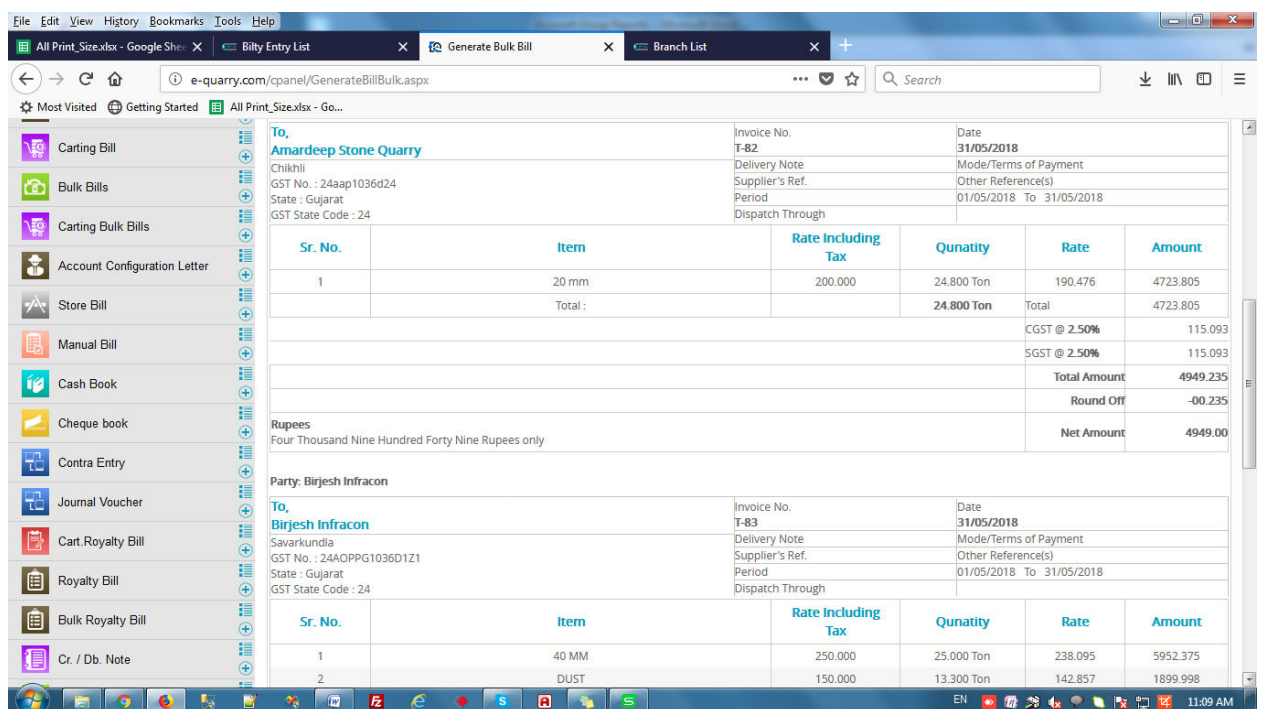 File Edit View History Bookmarks Tools Help
All Print_Size.xlsx - Google Shee
Bilty Entry List
Generate Bulk Bill
Branch List
e-quarry.com/cpanel/GenerateBillBulk.aspx
Search
Most Visited Getting Started All Print_Size.xlsx - Go...
Carting Bill
Bulk Bills
Carting Bulk Bills
Account Configuration Letter
Store Bill
Manual Bill
Cash Book
Cheque book
Contra Entry
Journal Voucher
Cart.Royalty Bill
Royalty Bill
Bulk Royalty Bill
Cr. / Db. Note
To,
Amardeep Stone Quarry
Chikhli
GST No. : 24aap1036d24
State : Gujarat
GST State Code : 24
Invoice No.
T-82
Date
31/05/2018
Delivery Note Mode/Terms of Payment
Supplier's Ref. Other Reference(s)
Period 01/05/2018 To 31/05/2018
Dispatch Through
Sr. No. Item Rate Including Tax Qunatity Rate Amount
1 20 mm 200.000 24.800 Ton 190.476 4723.805
Total : 24.800 Ton Total 4723.805
CGST @ 2.50% 115.093
SGST @ 2.50% 115.093
Total Amount 4949.235
Round Off -00.235
Rupees
Four Thousand Nine Hundred Forty Nine Rupees only
Net Amount 4949.00
Party: Birjesh Infracon
To,
Birjesh Infracon
Savarkundla
GST No. : 24AOPPG1036D1Z1
State : Gujarat
GST State Code : 24
Invoice No.
T-83
Date
31/05/2018
Delivery Note Mode/Terms of Payment
Supplier's Ref. Other Reference(s)
Period 01/05/2018 To 31/05/2018
Dispatch Through
Sr. No. Item Rate Including Tax Qunatity Rate Amount
1 40 MM 250.000 25.000 Ton 238.095 5952.375
2 DUST 150.000 13.300 Ton 142.857 1899.998
EN 11:09 AM